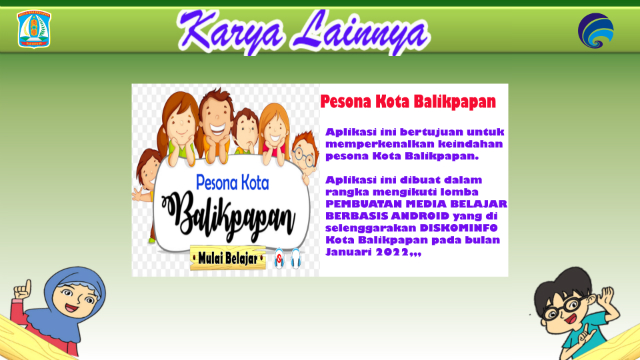 Karya Lainnya
Pesona Kota
Balikpapan
• Mulai Belajar •
Pesona Kota Balikpapan
Aplikasi ini bertujuan untuk
memperkenalkan keindahan
pesona Kota Balikpapan.
Aplikasi ini dibuat dalam
rangka mengikuti lomba
PEMBUATAN MEDIA BELAJAR
BERBASIS ANDROID yang di
selenggarakan DISKOMINFO
Kota Balikpapan pada bulan
Januari 2022,,,